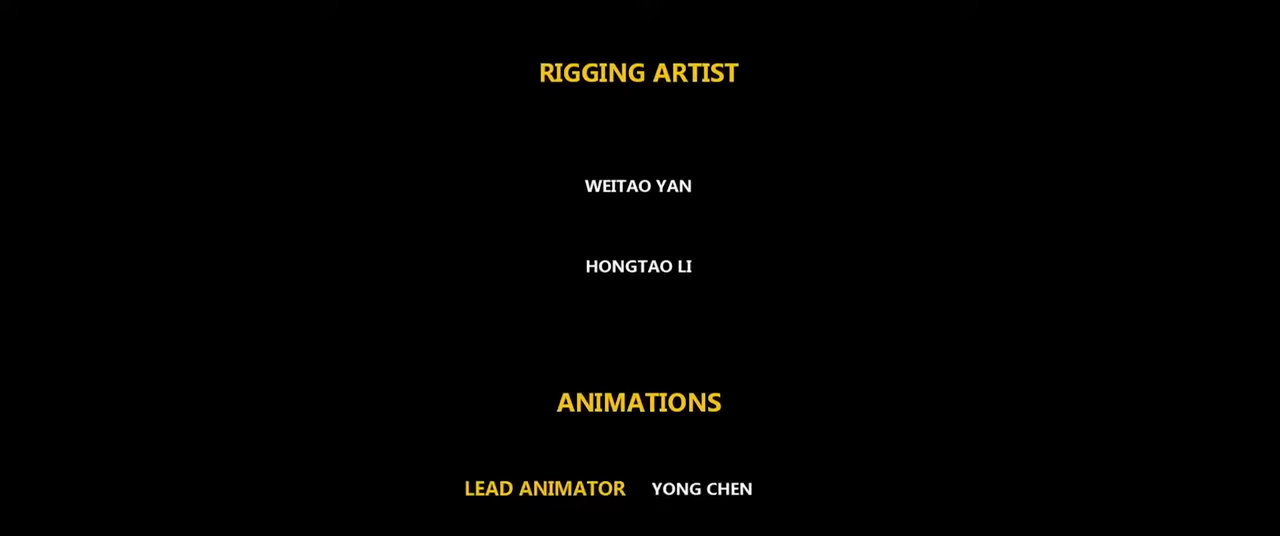 RIGGING ARTIST
WEITAO YAN
HONGTAO LI
ANIMATIONS
LEAD ANIMATOR YONG CHEN